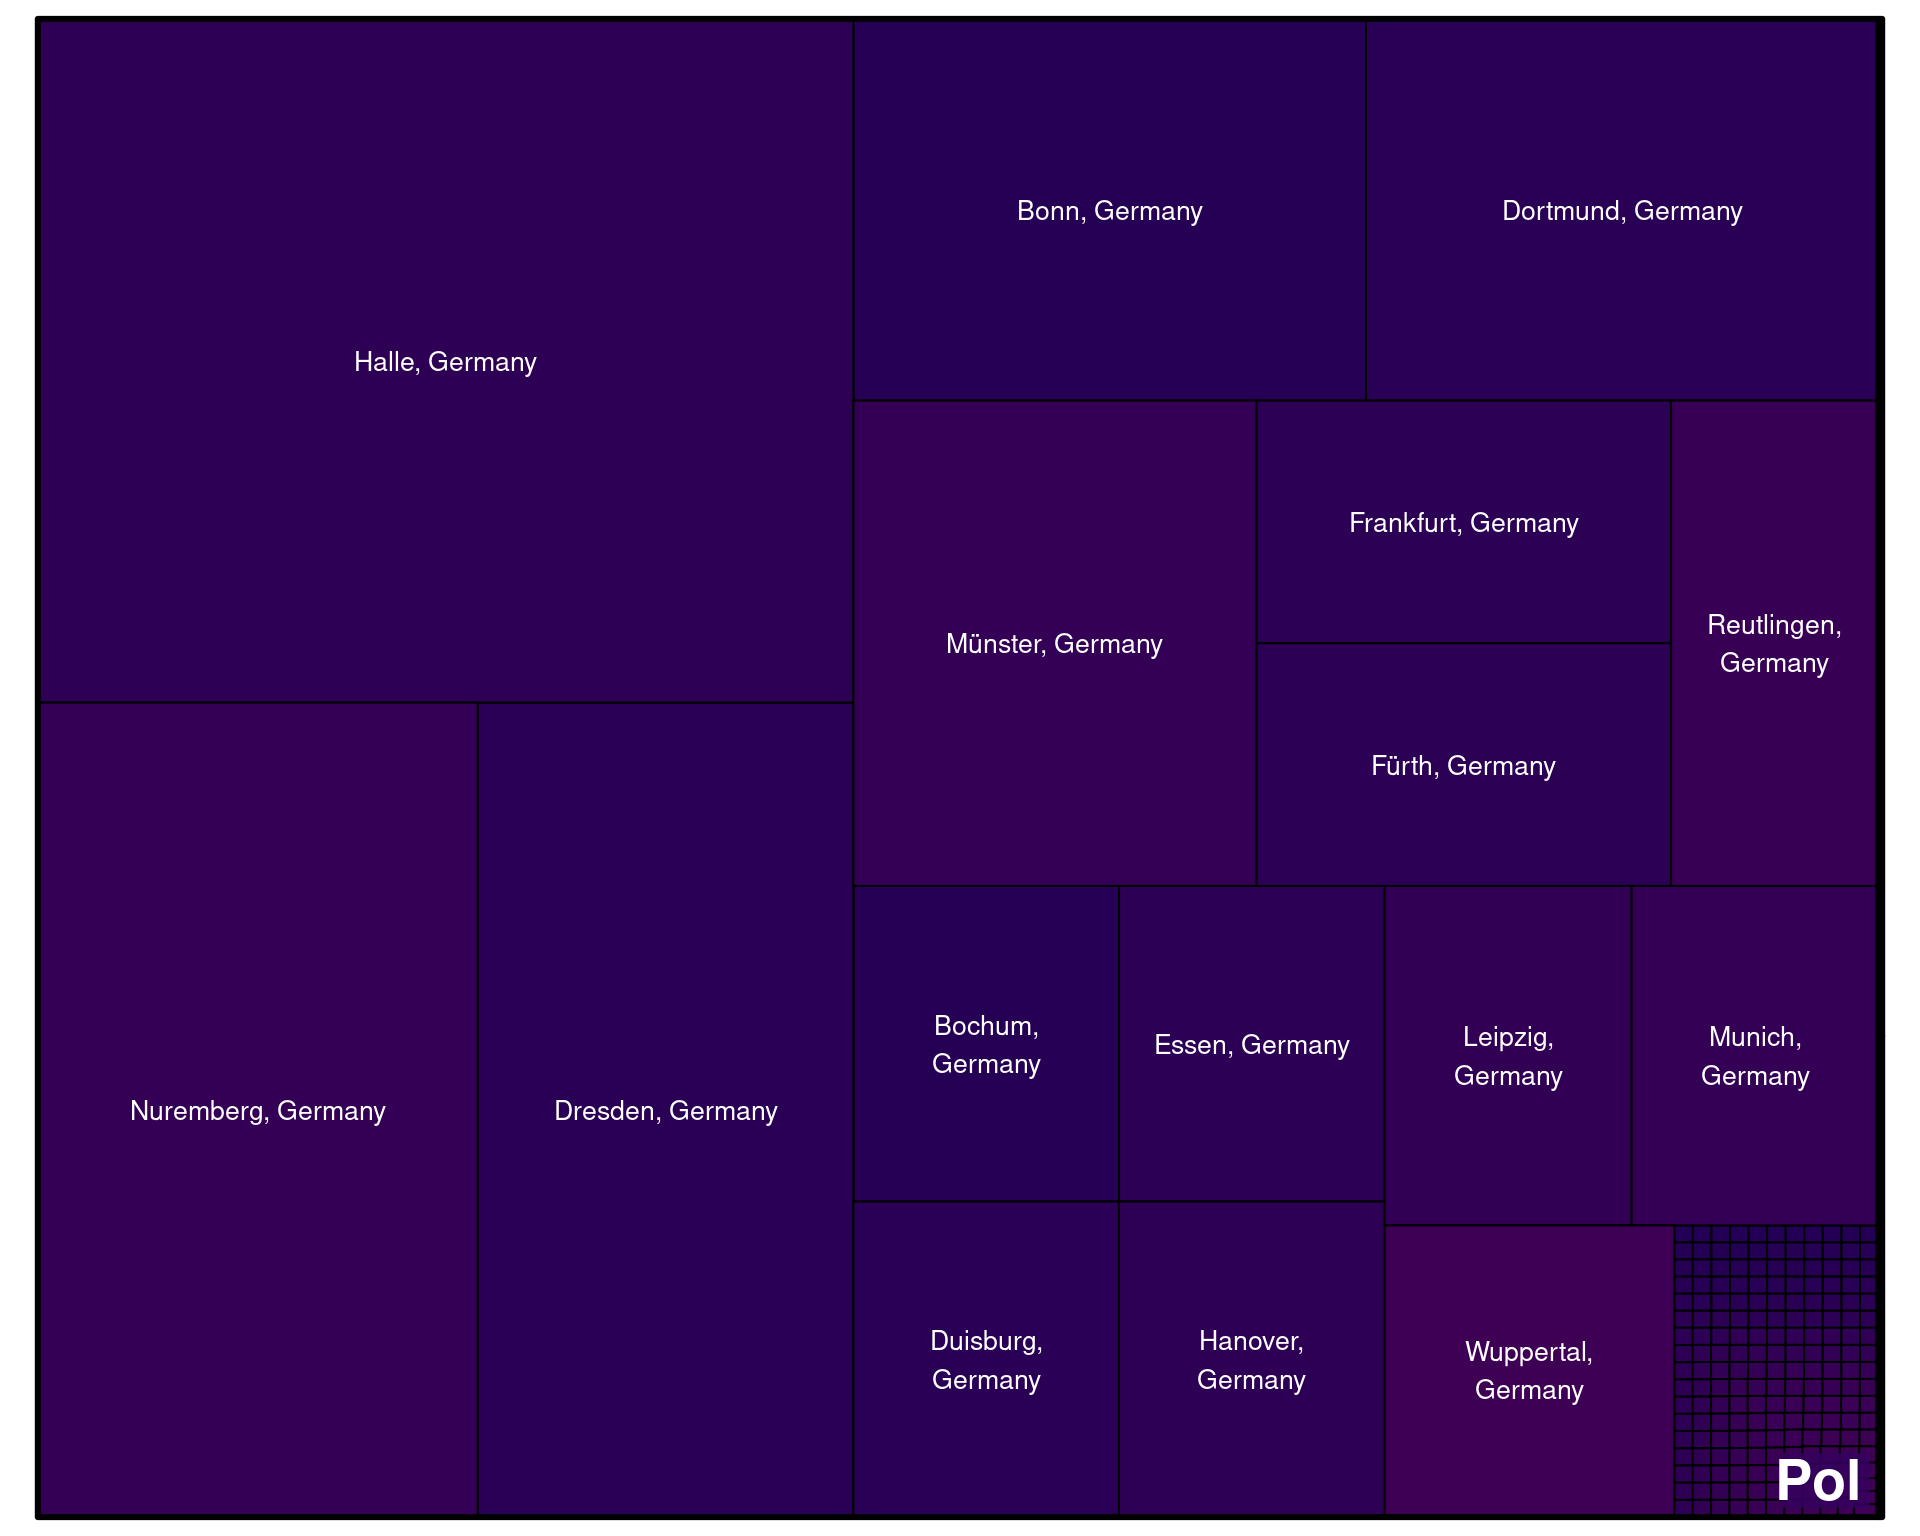 Halle, Germany
Bonn, Germany
Dortmund, Germany
Münster, Germany
Frankfurt, Germany
Fürth, Germany
Reutlingen,
Germany
Nuremberg, Germany
Dresden, Germany
Bochum,
Germany
Essen, Germany
Leipzig,
Germany
Munich,
Germany
Duisburg,
Germany
Hanover,
Germany
Wuppertal,
Germany
Pol